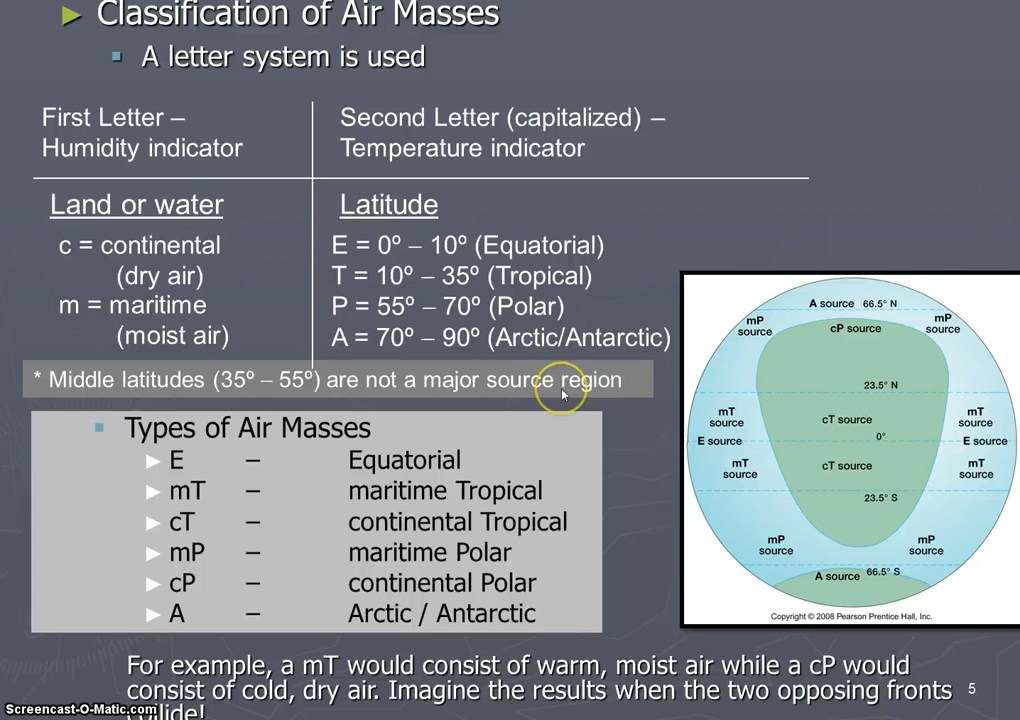 ► Classification of Air Masses
▪ A letter system is used
First Letter –
Humidity indicator
Second Letter (capitalized) –
Temperature indicator
Land or water
c = continental
(dry air)
m = maritime
(moist air)
Latitude
E = 0º – 10º (Equatorial)
T = 10º – 35º (Tropical)
P = 55º – 70º (Polar)
A = 70º – 90º (Arctic/Antarctic)
* Middle latitudes (35º – 55º) are not a major source region
▪ Types of Air Masses
► E – Equatorial
► mT – maritime Tropical
► cT – continental Tropical
► mP – maritime Polar
► cP – continental Polar
► A – Arctic / Antarctic
A source 66.5° N
mP
source
cP source
mP
source
23.5° N
mT
source
cT source
mT
source
E source
0°
E source
mT
source
cT source
mT
source
23.5° S
mP
source
mP
source
A source 66.5° S
Copyright © 2008 Pearson Prentice Hall, Inc.
For example, a mT would consist of warm, moist air while a cP would
consist of cold, dry air. Imagine the results when the two opposing fronts
collide!
5
Screencast-O-Matic.com